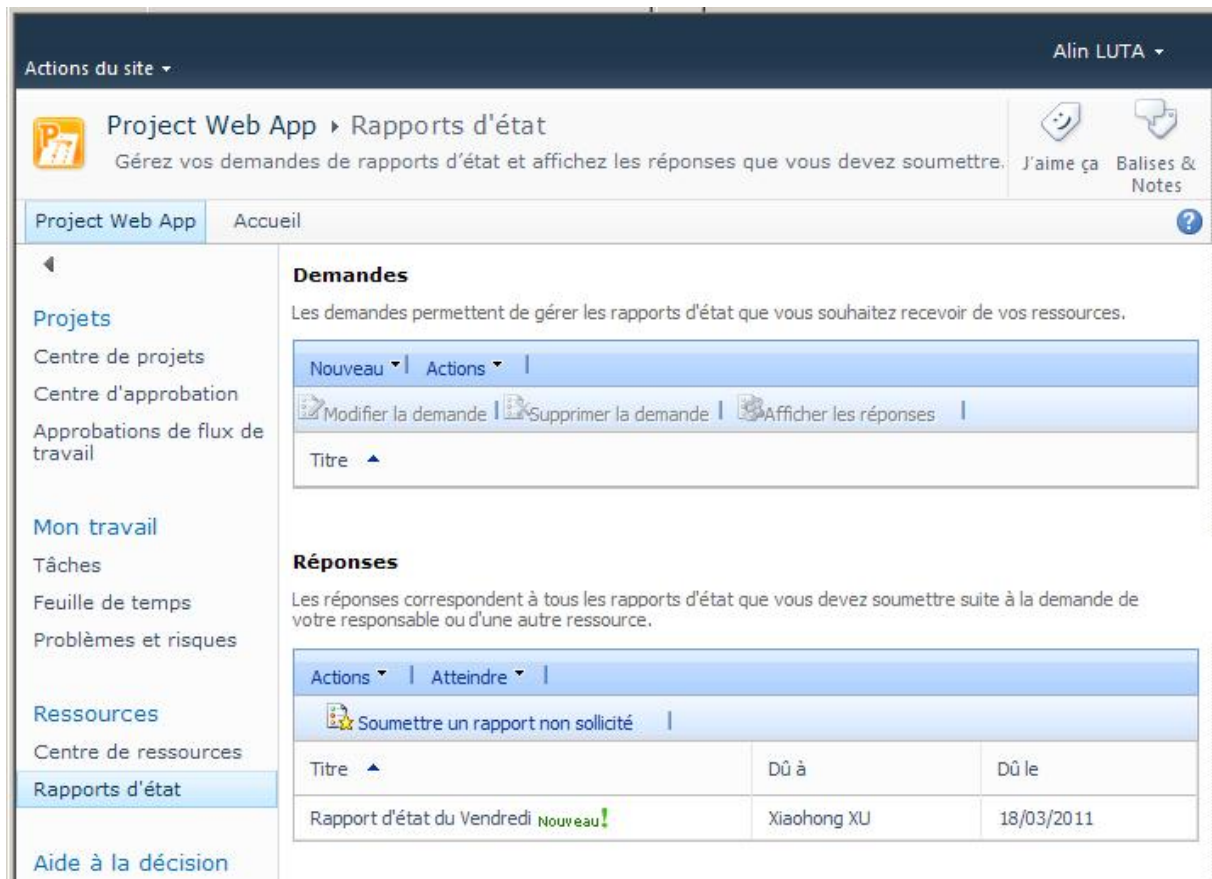 Alin LUTA
Actions du site
Project Web App ▸ Rapports d'état
Gérez vos demandes de rapports d'état et affichez les réponses que vous devez soumettre.
J'aime ça
Balises &
Notes
Project Web App Accueil
Demandes
Les demandes permettent de gérer les rapports d'état que vous souhaitez recevoir de vos ressources.
Nouveau | Actions |
Modifier la demande | Supprimer la demande | Afficher les réponses |
Titre
Projets
Centre de projets
Centre d'approbation
Approbations de flux de
travail
Mon travail
Tâches
Feuille de temps
Problèmes et risques
Ressources
Centre de ressources
Rapports d'état
Aide à la décision
Réponses
Les réponses correspondent à tous les rapports d'état que vous devez soumettre suite à la demande de
votre responsable ou d'une autre ressource.
Actions | Atteindre |
Soumettre un rapport non sollicité |
Titre Dû à Dû le
Rapport d'état du Vendredi Nouveau! Xiaohong XU 18/03/2011